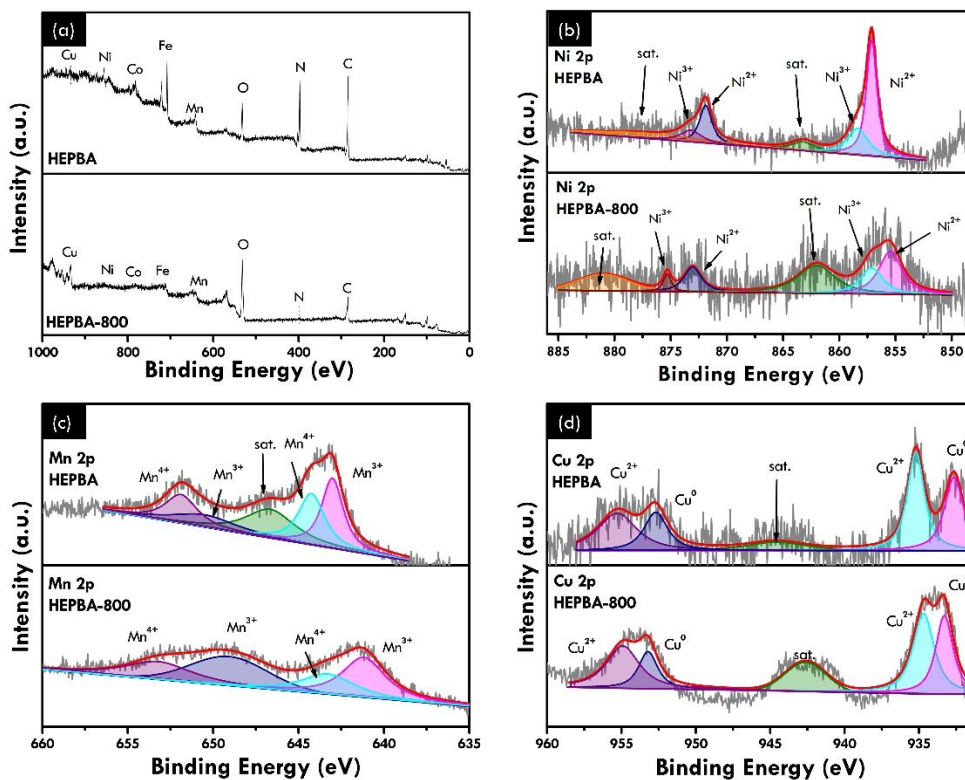 (a)
Cu
Ni
Co
Fe
Mn
O
N
C
HEPBA
Cu
Ni
Co
Fe
Mn
O
N
C
HEPBA-800
Intensity (a.u.)
Intensity (a.u.)
1000 800 600 400 200 0
Binding Energy (eV)
(b)
Ni 2p
HEPBA
sat.
Ni³⁺
Ni²⁺
sat.
Ni³⁺
Ni²⁺
Ni 2p
HEPBA-800
sat.
Ni³⁺
Ni²⁺
sat.
Ni³⁺
Ni²⁺
Intensity (a.u.)
885 880 875 870 865 860 855 850
Binding Energy (eV)
(c)
Mn 2p
HEPBA
Mn⁴⁺
Mn³⁺
sat.
Mn⁴⁺
Mn³⁺
Mn 2p
HEPBA-800
Mn⁴⁺
Mn³⁺
Mn⁴⁺
Mn³⁺
Intensity (a.u.)
660 655 650 645 640 635
Binding Energy (eV)
(d)
Cu 2p
HEPBA
Cu²⁺
Cu⁰
sat.
Cu²⁺
Cu⁰
Cu 2p
HEPBA-800
Cu²⁺
Cu⁰
sat.
Cu²⁺
Cu
Intensity (a.u.)
960 955 950 945 940 935
Binding Energy (eV)